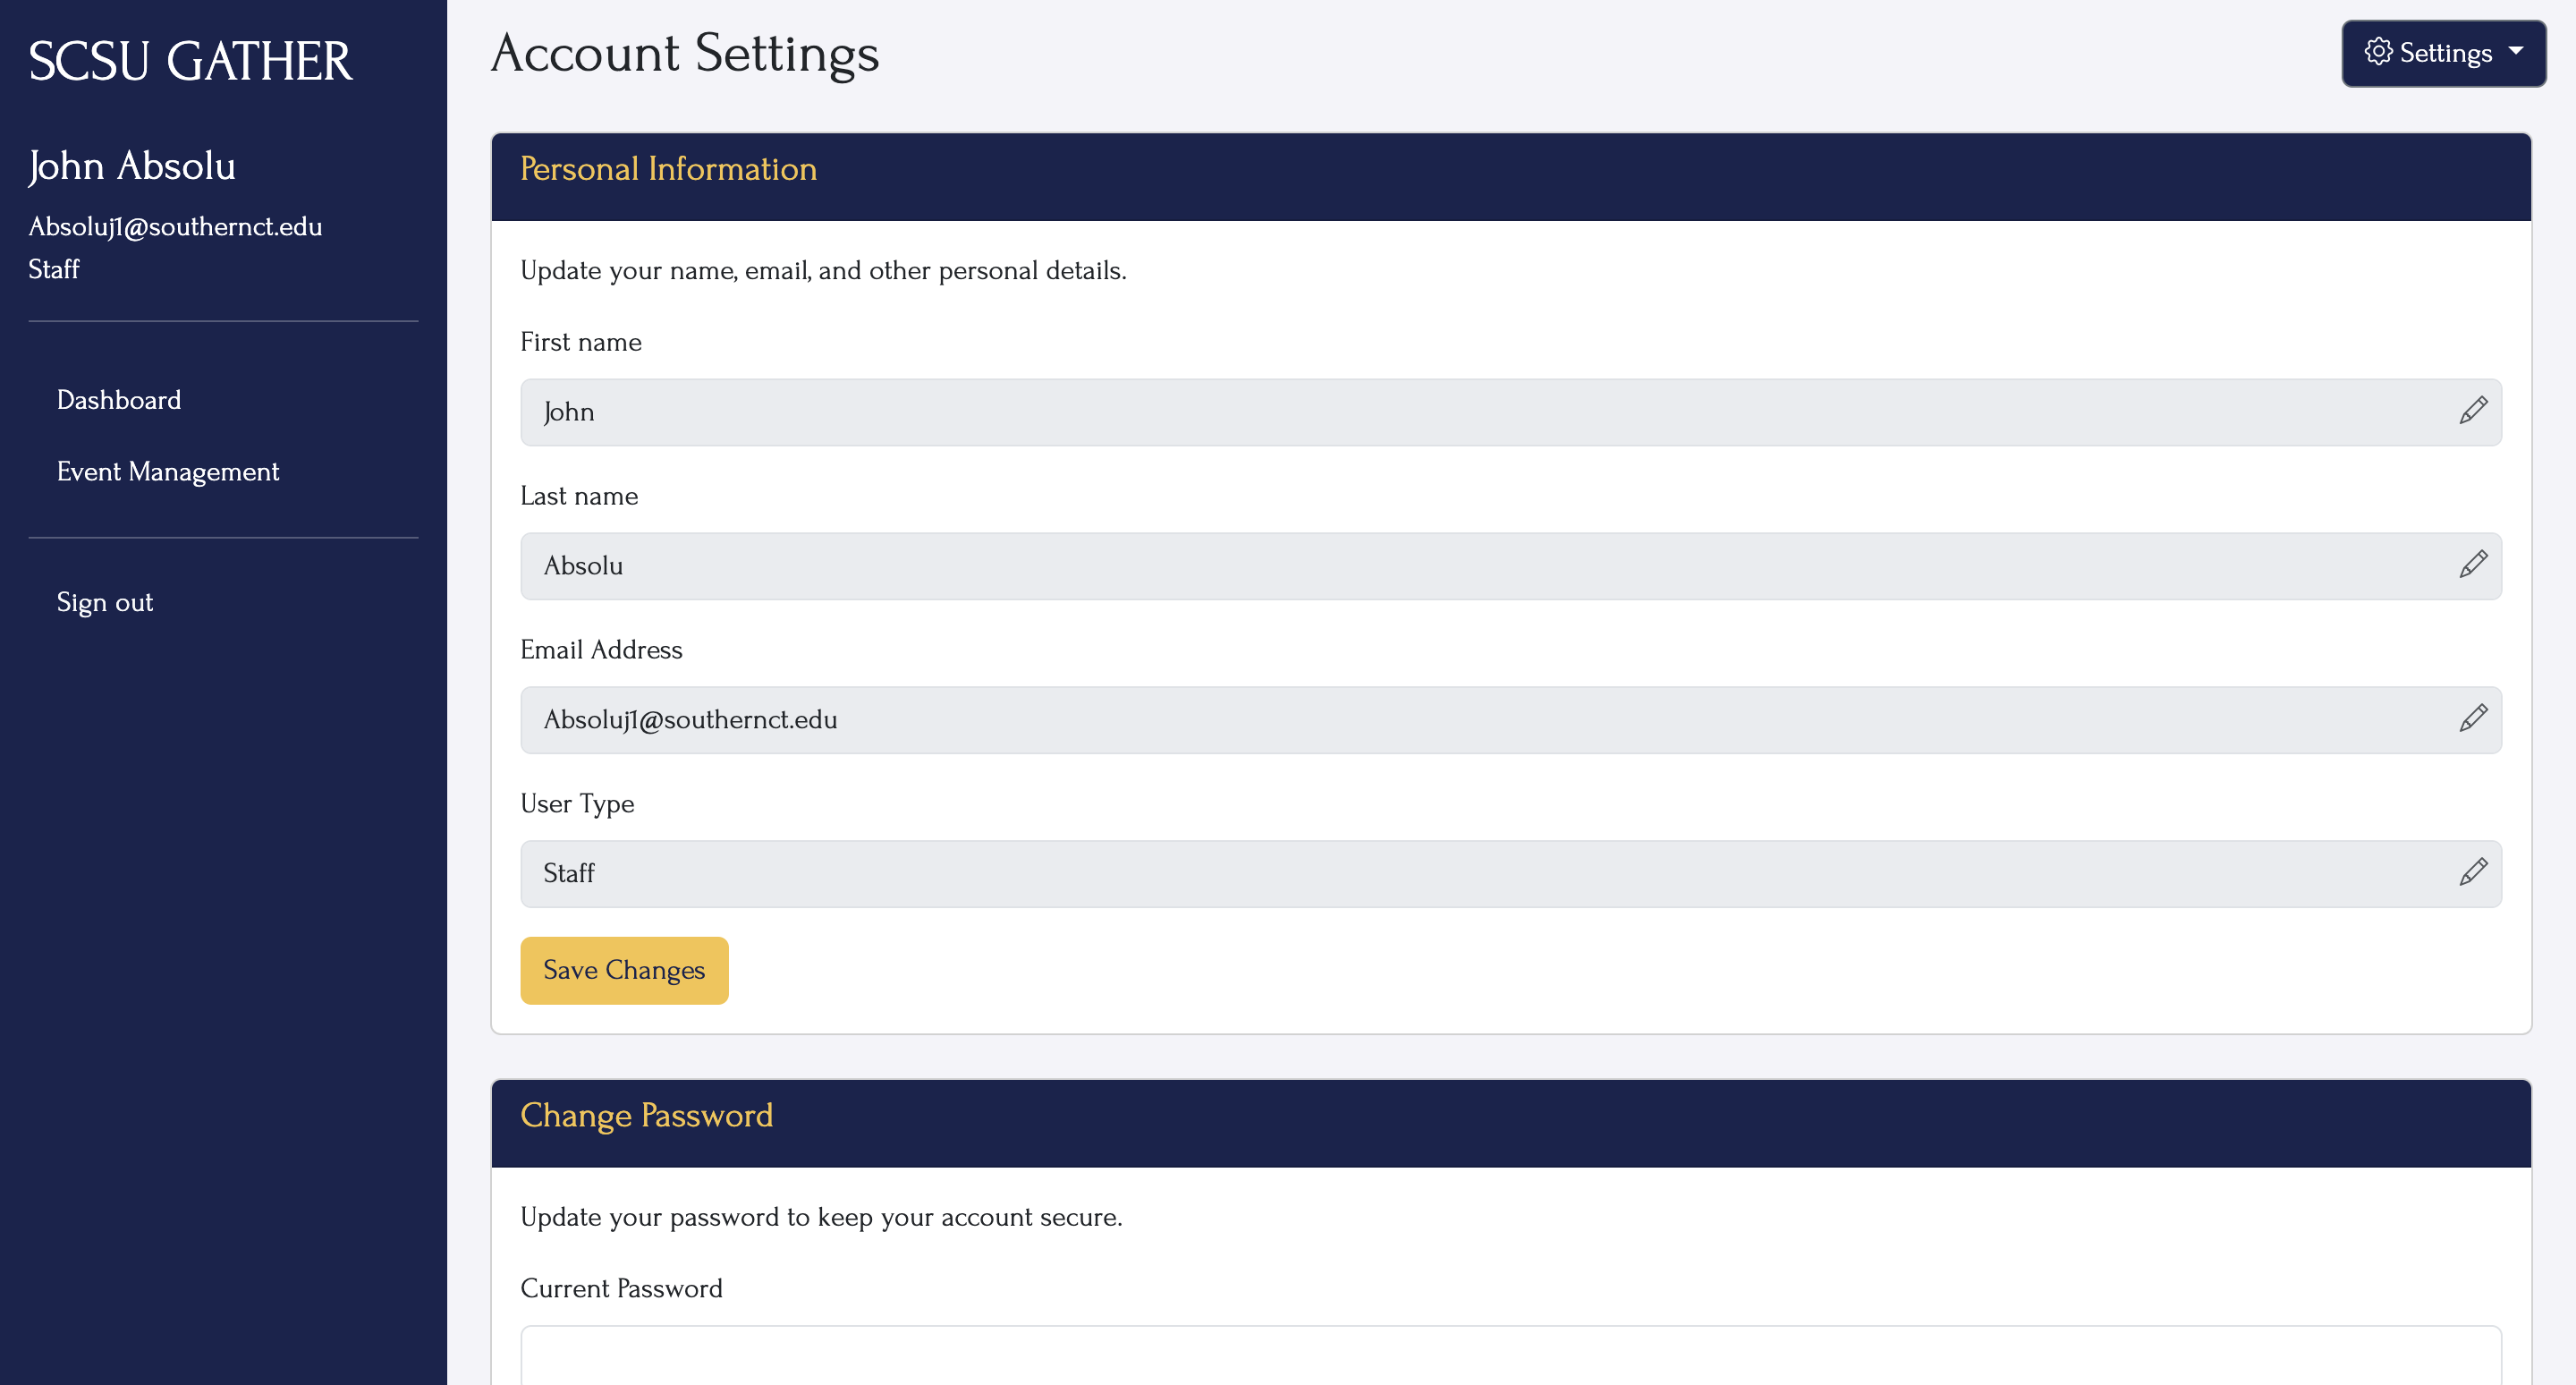 SCSU GATHER
John Absolu
Absoluj1@southernct.edu
Staff
Dashboard
Event Management
Sign out
Account Settings
Settings
Personal Information
Update your name, email, and other personal details.
First name
John
Last name
Absolu
Email Address
Absoluj1@southernct.edu
User Type
Staff
Save Changes
Change Password
Update your password to keep your account secure.
Current Password